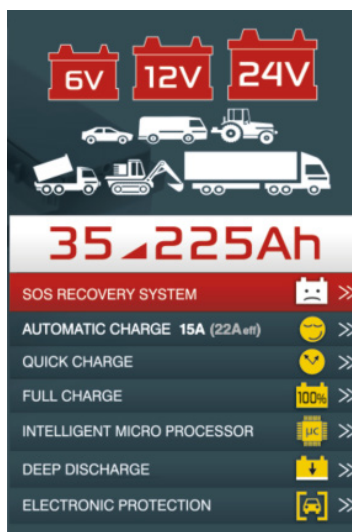 6V 12V 24V
35 225Ah
SOS RECOVERY SYSTEM
AUTOMATIC CHARGE 15A (22A eff)
QUICK CHARGE
FULL CHARGE 100%
INTELLIGENT MICRO PROCESSOR µC
DEEP DISCHARGE
ELECTRONIC PROTECTION